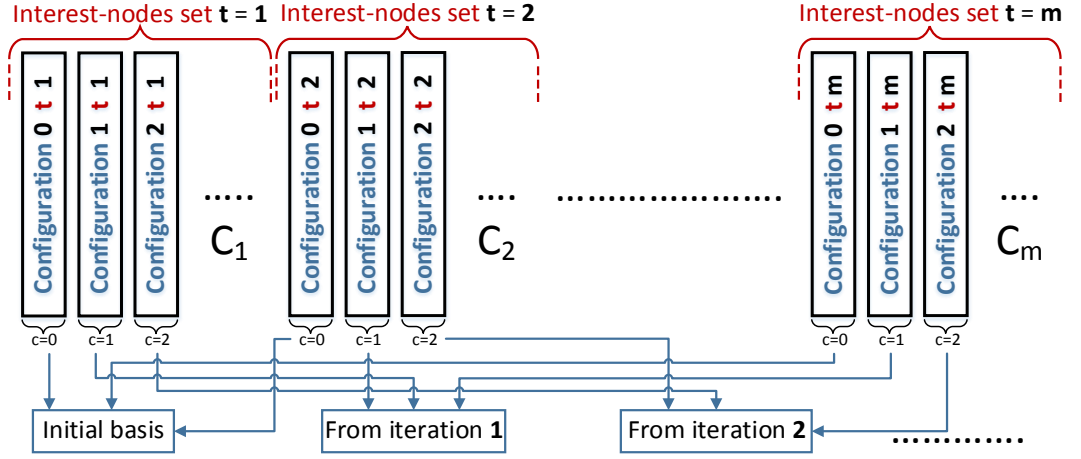 Interest-nodes set t = 1
Interest-nodes set t = 2
Interest-nodes set t = m
Configuration 0 t 1
Configuration 1 t 1
Configuration 2 t 1
.....
C1
Configuration 0 t 2
Configuration 1 t 2
Configuration 2 t 2
....
C2
.....................
Configuration 0 t m
Configuration 1 t m
Configuration 2 t m
....
Cm
c=0
c=1
c=2
c=0
c=1
c=2
c=0
c=1
c=2
Initial basis
From iteration 1
From iteration 2
..............